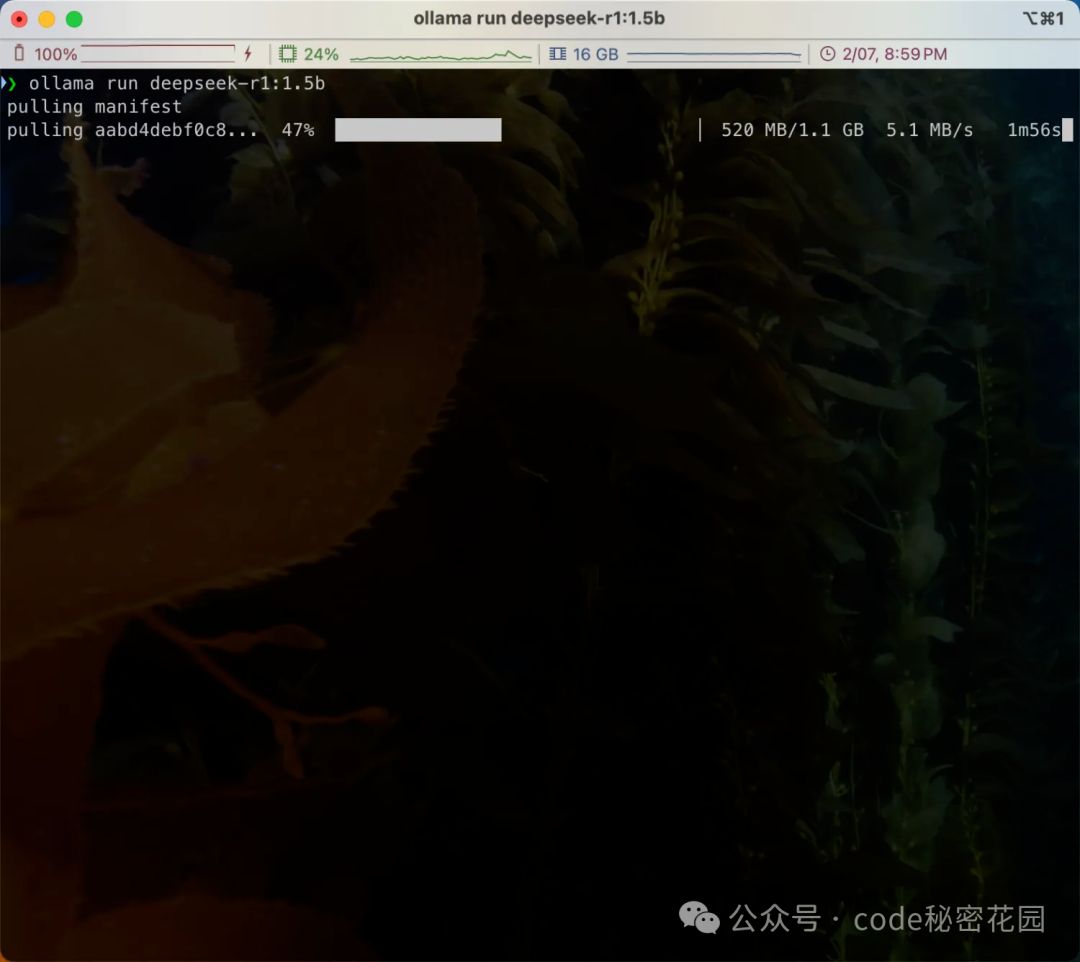 ollama run deepseek-r1:1.5b
⌥⌘1
100% 24% 16 GB 2/07, 8:59 PM
❯ ollama run deepseek-r1:1.5b
pulling manifest
pulling aabd4debf0c8... 47% 520 MB/1.1 GB 5.1 MB/s 1m56s
公众号 · code秘密花园